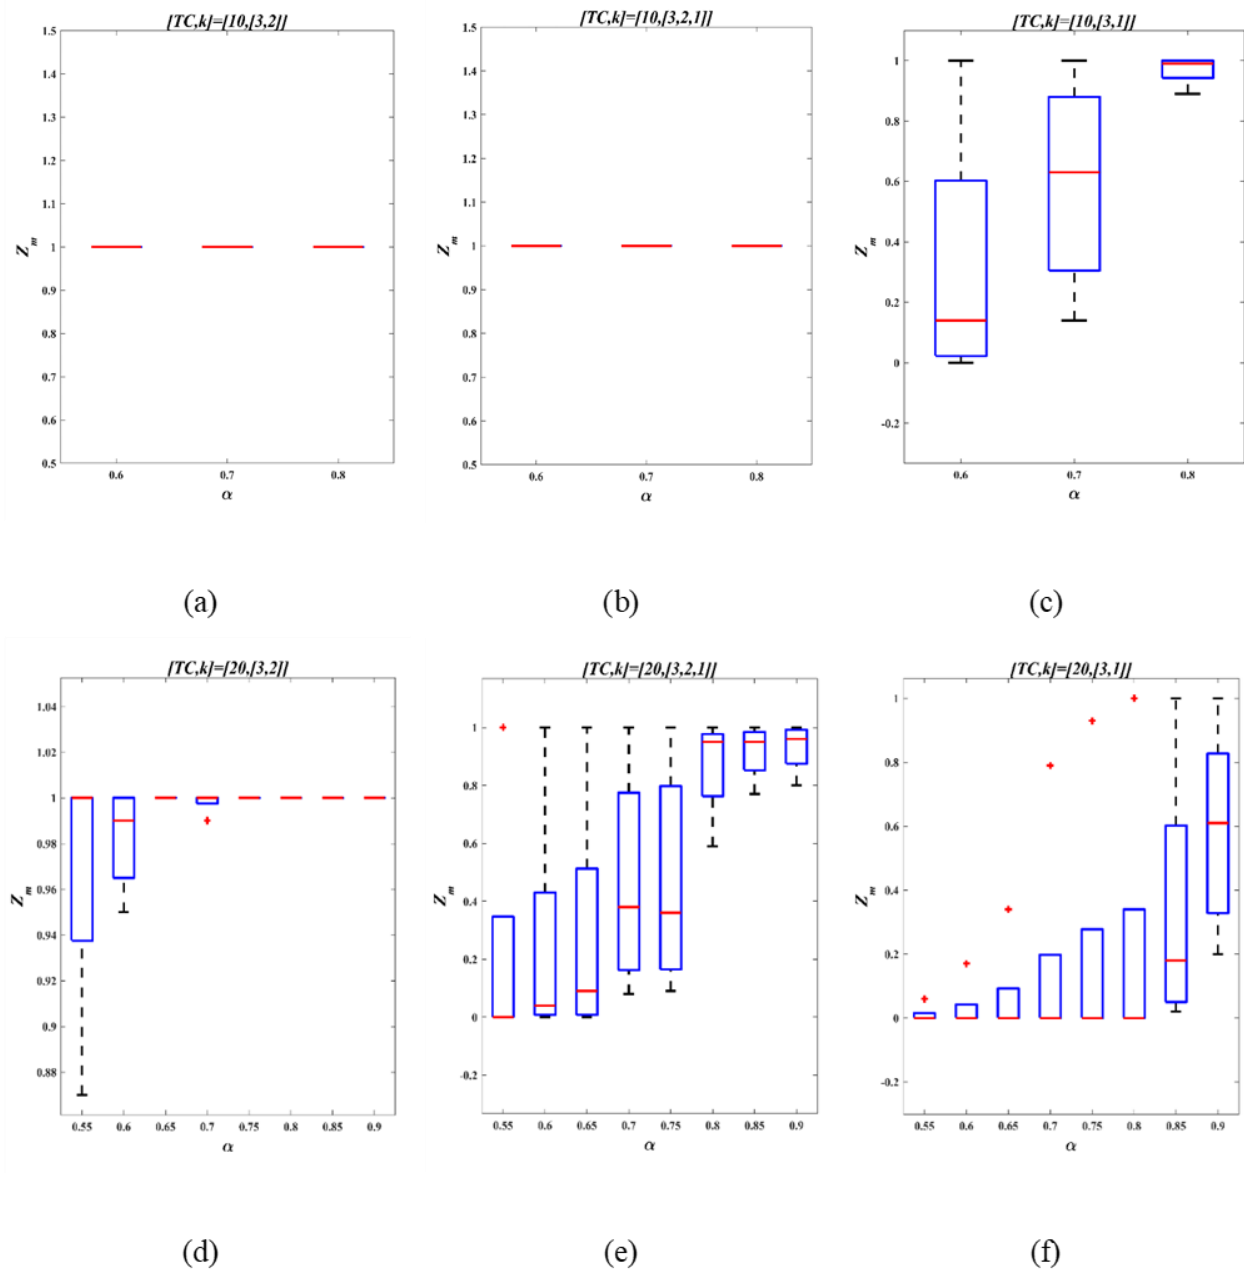 [TC,k]=[10,[3,2]]
1.5
1.4
1.3
1.2
1.1
1
0.9
0.8
0.7
0.6
0.5
Z_m
0.6 0.7 0.8
α
(a)
[TC,k]=[10,[3,2,1]]
1.5
1.4
1.3
1.2
1.1
1
0.9
0.8
0.7
0.6
0.5
Z_m
0.6 0.7 0.8
α
(b)
[TC,k]=[10,[3,1]]
1
0.8
0.6
0.4
0.2
0
-0.2
Z_m
0.6 0.7 0.8
α
(c)
[TC,k]=[20,[3,2]]
1.04
1.02
1
0.98
0.96
0.94
0.92
0.9
0.88
Z_m
0.55 0.6 0.65 0.7 0.75 0.8 0.85 0.9
α
(d)
[TC,k]=[20,[3,2,1]]
1
0.8
0.6
0.4
0.2
0
-0.2
Z_m
0.55 0.6 0.65 0.7 0.75 0.8 0.85 0.9
α
(e)
[TC,k]=[20,[3,1]]
1
0.8
0.6
0.4
0.2
0
-0.2
Z_m
0.55 0.6 0.65 0.7 0.75 0.8 0.85 0.9
α
(f)